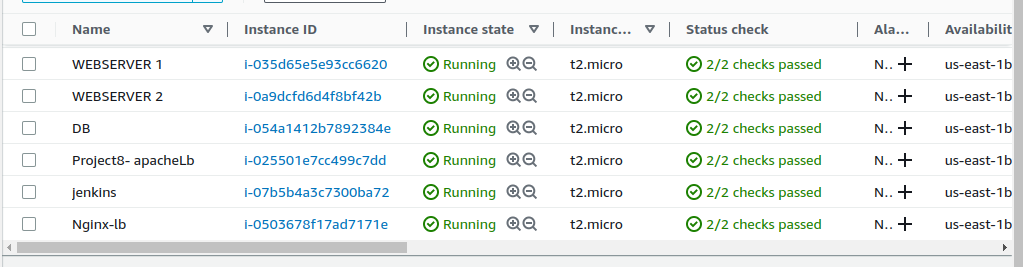 Name Instance ID Instance state Instanc... Status check Ala... Availabilit
WEBSERVER 1 i-035d65e5e93cc6620 Running t2.micro 2/2 checks passed N.. us-east-1b
WEBSERVER 2 i-0a9dcfd6d4f8bf42b Running t2.micro 2/2 checks passed N.. us-east-1b
DB i-054a1412b7892384e Running t2.micro 2/2 checks passed N.. us-east-1b
Project8- apacheLb i-025501e7cc499c7dd Running t2.micro 2/2 checks passed N.. us-east-1b
jenkins i-07b5b4a3c7300ba72 Running t2.micro 2/2 checks passed N.. us-east-1b
Nginx-lb i-0503678f17ad7171e Running t2.micro 2/2 checks passed N.. us-east-1b